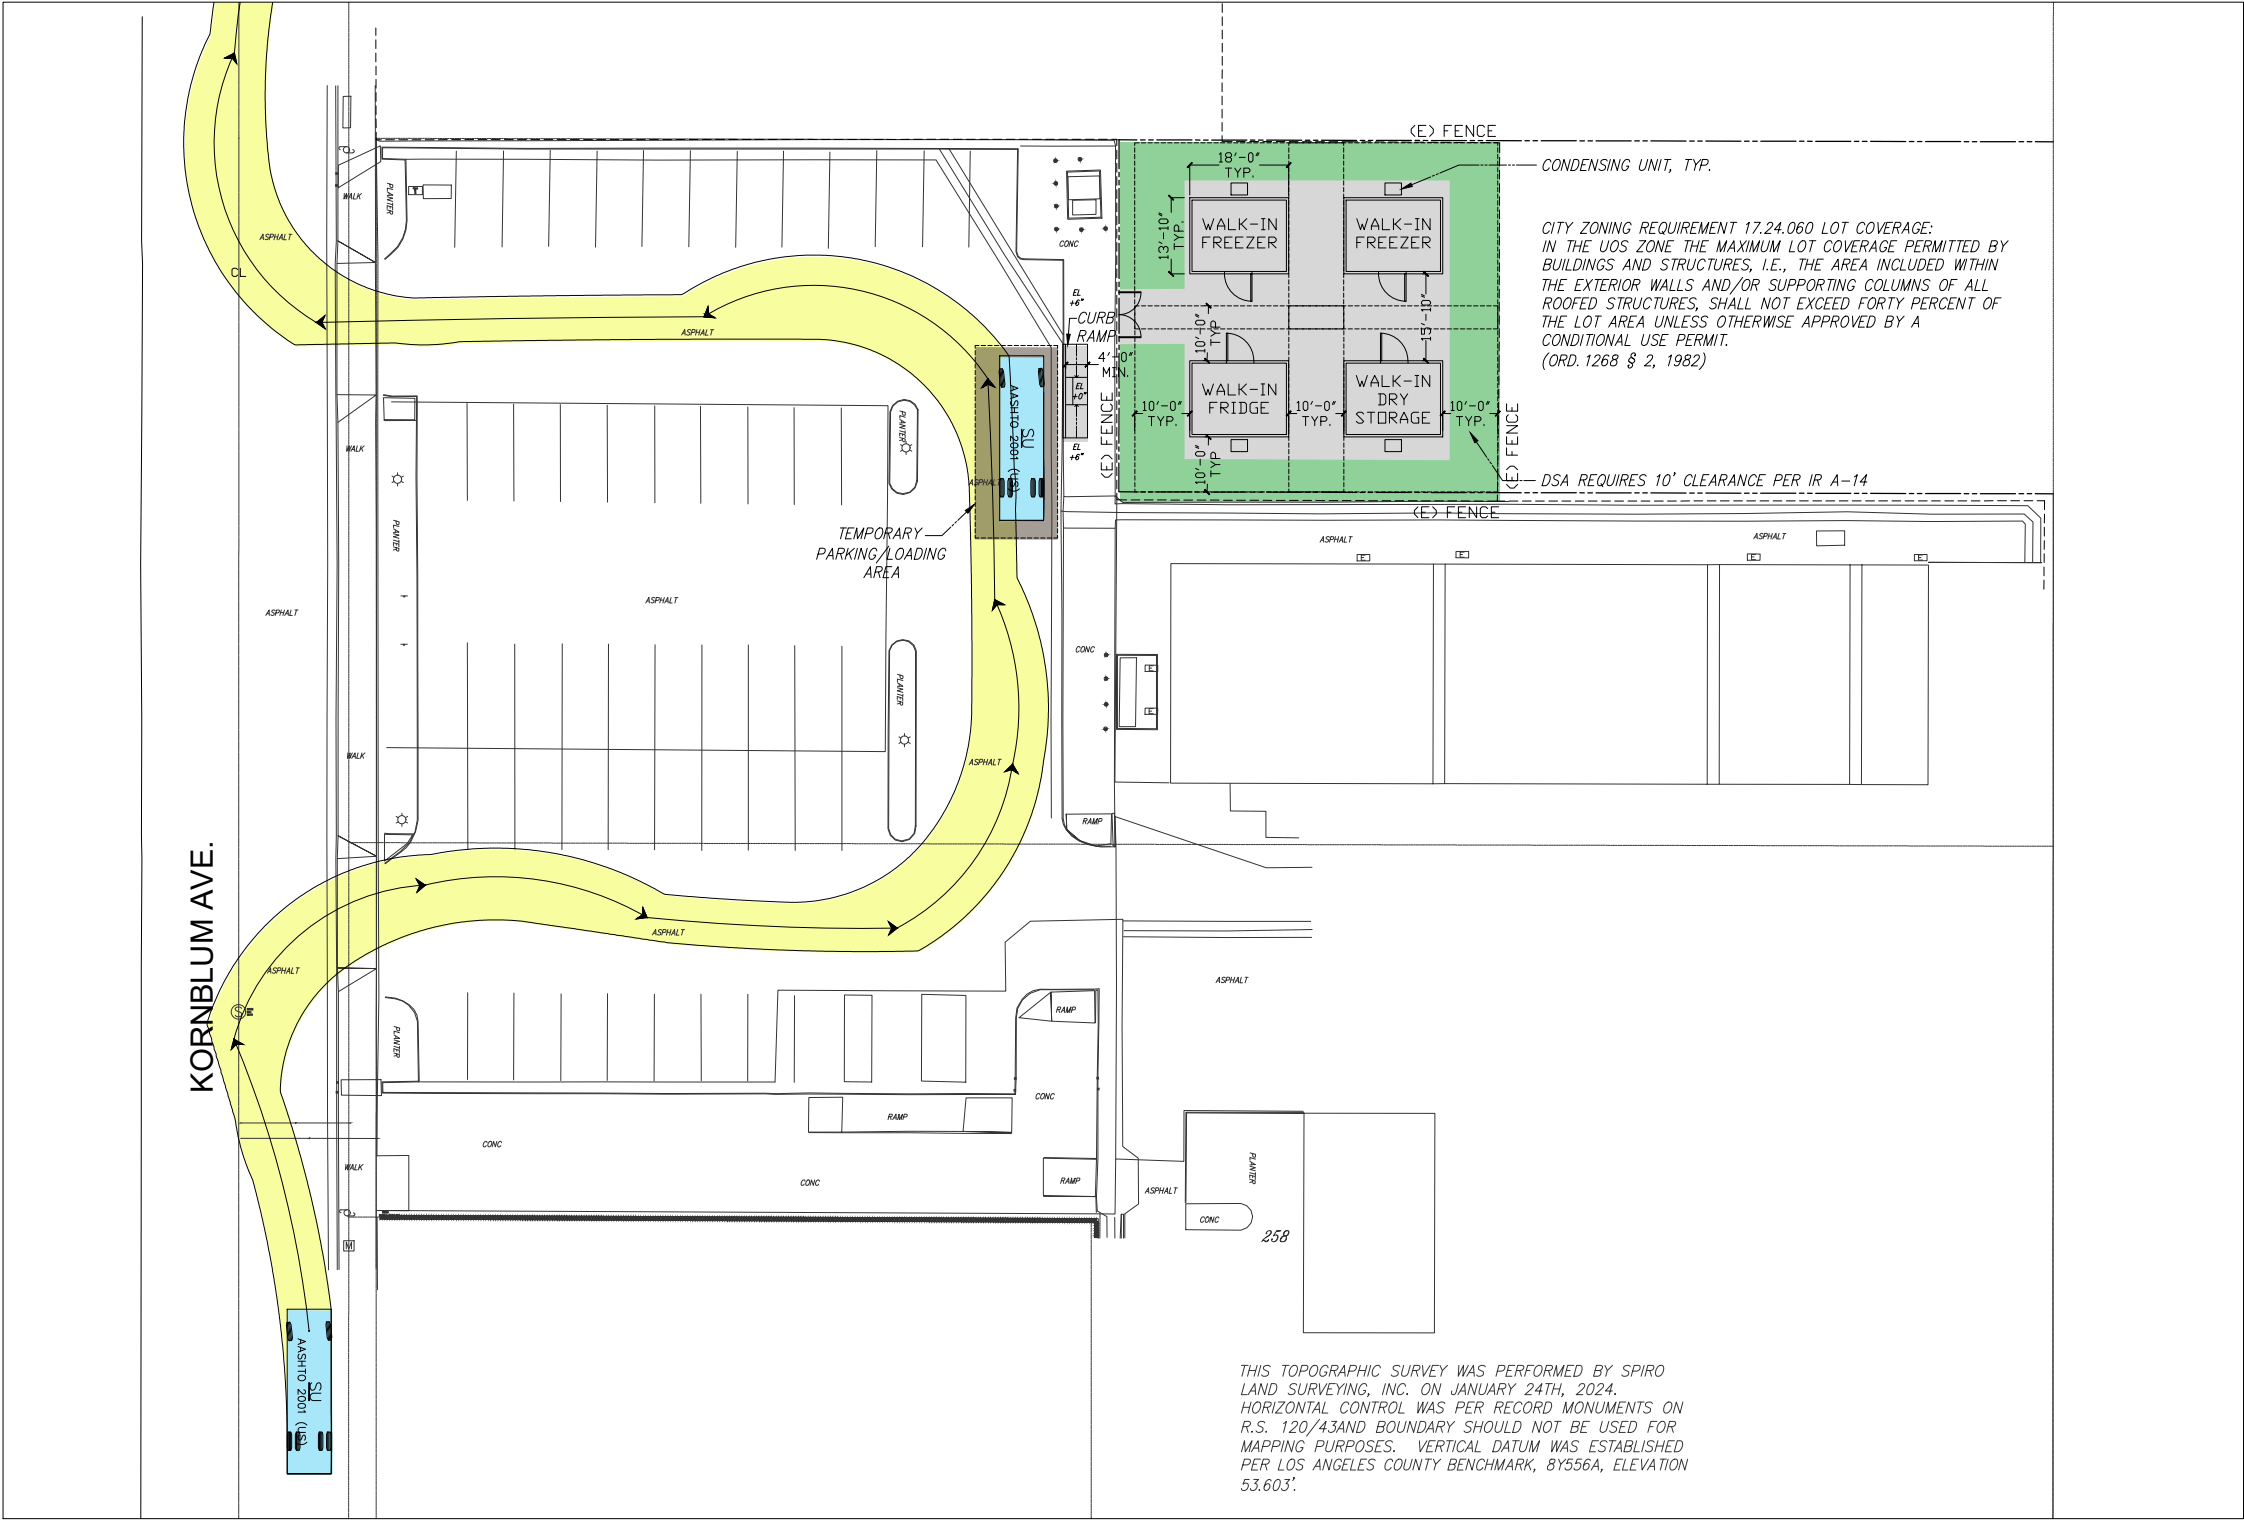 (E) FENCE
18'-0"
TYP.
CONDENSING UNIT, TYP.
WALK
PLANTER
ASPHALT
CL
CONC
13'-10"
TYP.
WALK-IN
FREEZER
WALK-IN
FREEZER
CITY ZONING REQUIREMENT 17.24.060 LOT COVERAGE:
IN THE UOS ZONE THE MAXIMUM LOT COVERAGE PERMITTED BY
BUILDINGS AND STRUCTURES, I.E., THE AREA INCLUDED WITHIN
THE EXTERIOR WALLS AND/OR SUPPORTING COLUMNS OF ALL
ROOFED STRUCTURES, SHALL NOT EXCEED FORTY PERCENT OF
THE LOT AREA UNLESS OTHERWISE APPROVED BY A
CONDITIONAL USE PERMIT.
(ORD. 1268 § 2, 1982)
EL
+6"
CURB
RAMP
ASPHALT
10'-0"
TYP
15'-10"
4'-0"
MIN.
EL
+0"
EL
+6"
WALK-IN
FRIDGE
WALK-IN
DRY
STORAGE
10'-0"
TYP.
10'-0"
TYP.
10'-0"
TYP.
10'-0"
TYP
(E) FENCE
(E) FENCE
DSA REQUIRES 10' CLEARANCE PER IR A-14
(E) FENCE
SU
AASHTO 2001 (US)
ASPHALT
PLANTER
WALK
PLANTER
TEMPORARY
PARKING/LOADING
AREA
ASPHALT
ASPHALT
ASPHALT
ASPHALT
E
E
E
E
CONC
E
E
PLANTER
WALK
ASPHALT
RAMP
KORNBLUM AVE.
ASPHALT
ASPHALT
ASPHALT
S
RAMP
PLANTER
CONC
RAMP
CONC
CONC
WALK
RAMP
ASPHALT
PLANTER
CONC
258
M
SU
AASHTO 2001 (US)
THIS TOPOGRAPHIC SURVEY WAS PERFORMED BY SPIRO
LAND SURVEYING, INC. ON JANUARY 24TH, 2024.
HORIZONTAL CONTROL WAS PER RECORD MONUMENTS ON
R.S. 120/43AND BOUNDARY SHOULD NOT BE USED FOR
MAPPING PURPOSES. VERTICAL DATUM WAS ESTABLISHED
PER LOS ANGELES COUNTY BENCHMARK, 8Y556A, ELEVATION
53.603'.